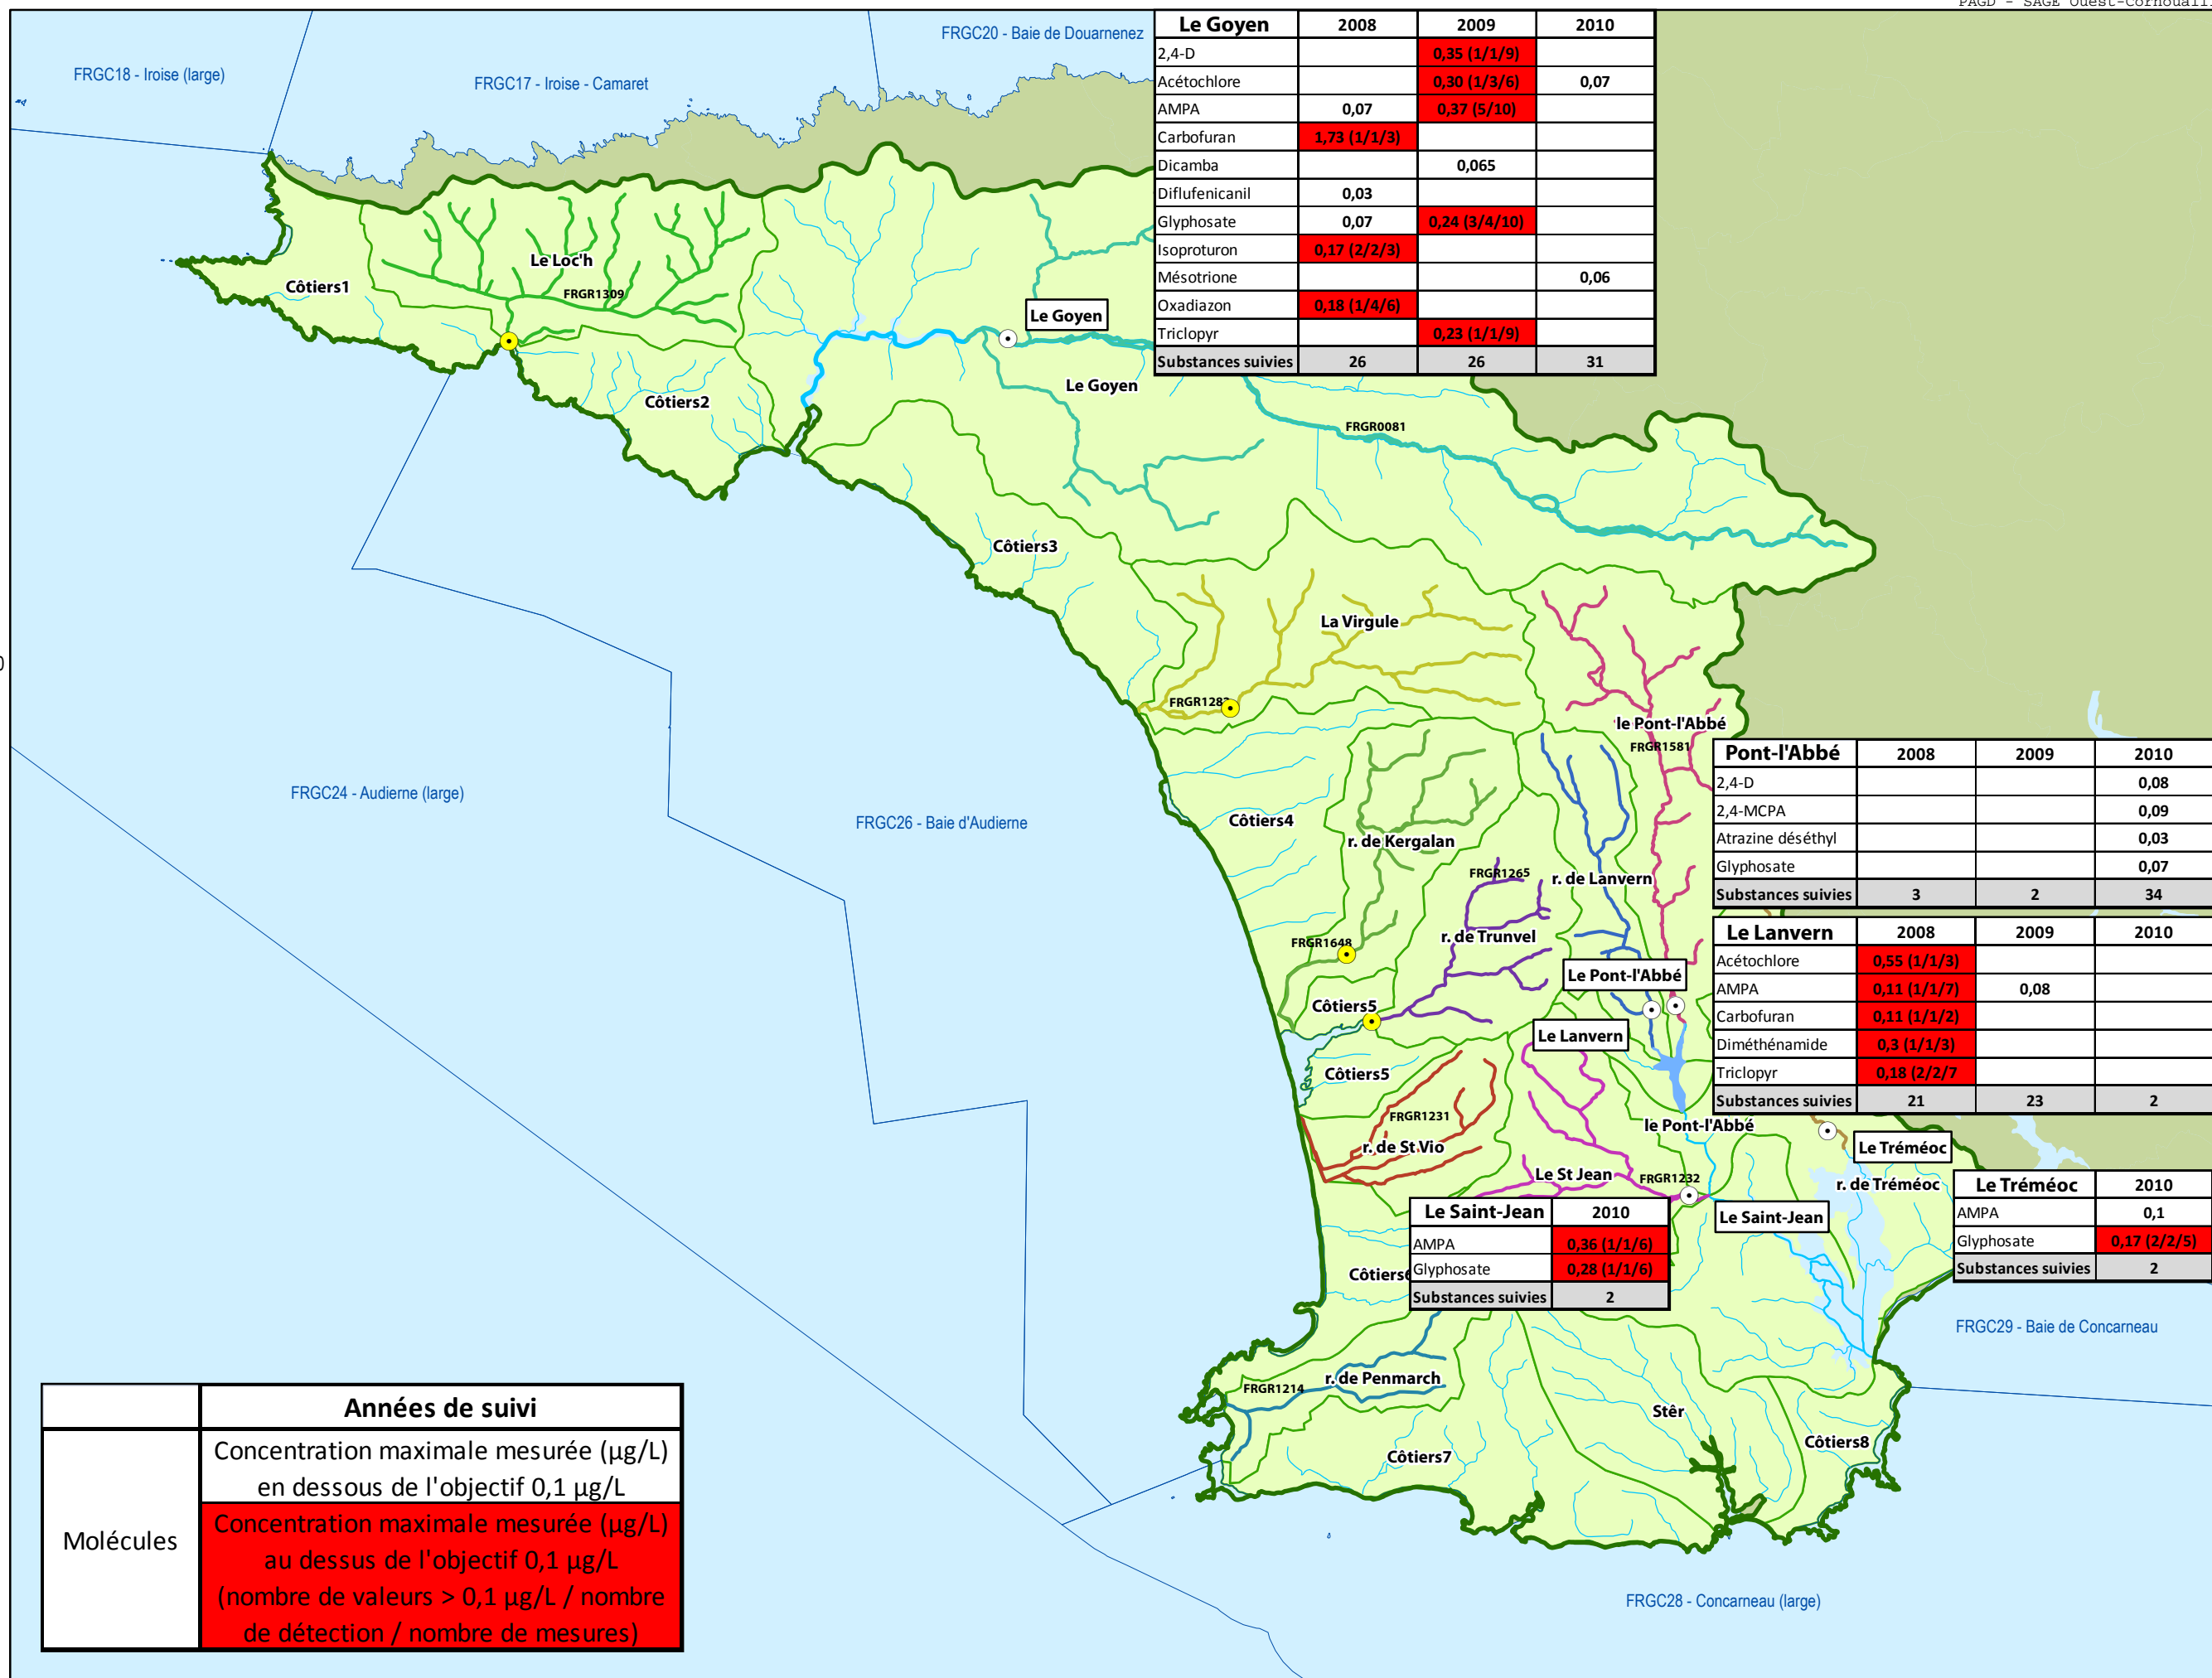 PAGD - SAGE Ouest-Cornouaill
FRGC20 - Baie de Douarnenez
FRGC18 - Iroise (large)
FRGC17 - Iroise - Camaret
Le Goyen 2008 2009 2010
2,4-D 0,35 (1/1/9)
Acétochlore 0,30 (1/3/6) 0,07
AMPA 0,07 0,37 (5/10)
Carbofuran 1,73 (1/1/3)
Dicamba 0,065
Diflufenicanil 0,03
Glyphosate 0,07 0,24 (3/4/10)
Isoproturon 0,17 (2/2/3)
Mésotrione 0,06
Oxadiazon 0,18 (1/4/6)
Triclopyr 0,23 (1/1/9)
Substances suivies 26 26 31
Le Loc'h
Côtiers1
FRGR1309
Le Goyen
Le Goyen
Côtiers2
FRGR0081
Côtiers3
La Virgule
FRGR1283
le Pont-l'Abbé
FRGR1581
FRGC24 - Audierne (large)
FRGC26 - Baie d'Audierne
Côtiers4
r. de Kergalan
FRGR1265
r. de Lanvern
r. de Trunvel
FRGR1648
Le Pont-l'Abbé
Côtiers5
Le Lanvern
Côtiers5
FRGR1231
r. de St Vio
le Pont-l'Abbé
Le St Jean
FRGR1232
Pont-l'Abbé 2008 2009 2010
2,4-D 0,08
2,4-MCPA 0,09
Atrazine déséthyl 0,03
Glyphosate 0,07
Substances suivies 3 2 34
Le Lanvern 2008 2009 2010
Acétochlore 0,55 (1/1/3)
AMPA 0,11 (1/1/7) 0,08
Carbofuran 0,11 (1/1/2)
Diméthénamide 0,3 (1/1/3)
Triclopyr 0,18 (2/2/7
Substances suivies 21 23 2
Le Tréméoc
r. de Tréméoc
Le Tréméoc 2010
AMPA 0,1
Glyphosate 0,17 (2/2/5)
Substances suivies 2
Le Saint-Jean
Le Saint-Jean 2010
AMPA 0,36 (1/1/6)
Glyphosate 0,28 (1/1/6)
Substances suivies 2
Côtiers6
FRGC29 - Baie de Concarneau
FRGR1214
r. de Penmarch
Stêr
Côtiers7
Côtiers8
FRGC28 - Concarneau (large)
Années de suivi
Molécules
Concentration maximale mesurée (µg/L)
en dessous de l'objectif 0,1 µg/L
Concentration maximale mesurée (µg/L)
au dessus de l'objectif 0,1 µg/L
(nombre de valeurs > 0,1 µg/L / nombre
de détection / nombre de mesures)